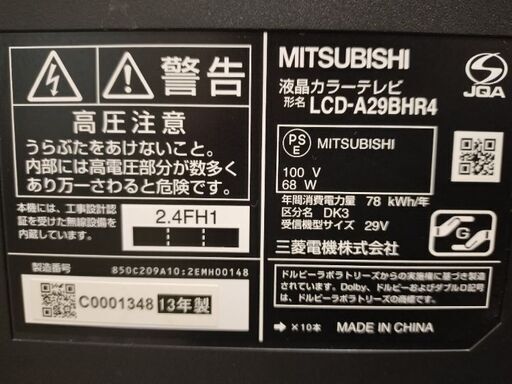 警告
高圧注意
うらぶたをあけないこと。
内部には高電圧部分が数多く
あり万一さわると危険です。
本機には、工事設計認
証を受けた無線設備を
内蔵しています。
2.4FH1
製造番号
850C209A10:2EMH00148
C0001348 13年製
MITSUBISHI
液晶カラーテレビ
形名 LCD-A29BHR4
JQA
PS
E
MITSUBISHI
100 V
68 W
年間消費電力量 78 kWh/年
区分名 DK3
受信機型サイズ 29V
三菱電機株式会社
G
ドルビーラボラトリーズからの実施権に基づき製造
されています。Dolby、ドルビーおよびダブルD記号
は、ドルビーラボラトリーズの商標です。
→ ×10本 MADE IN CHINA